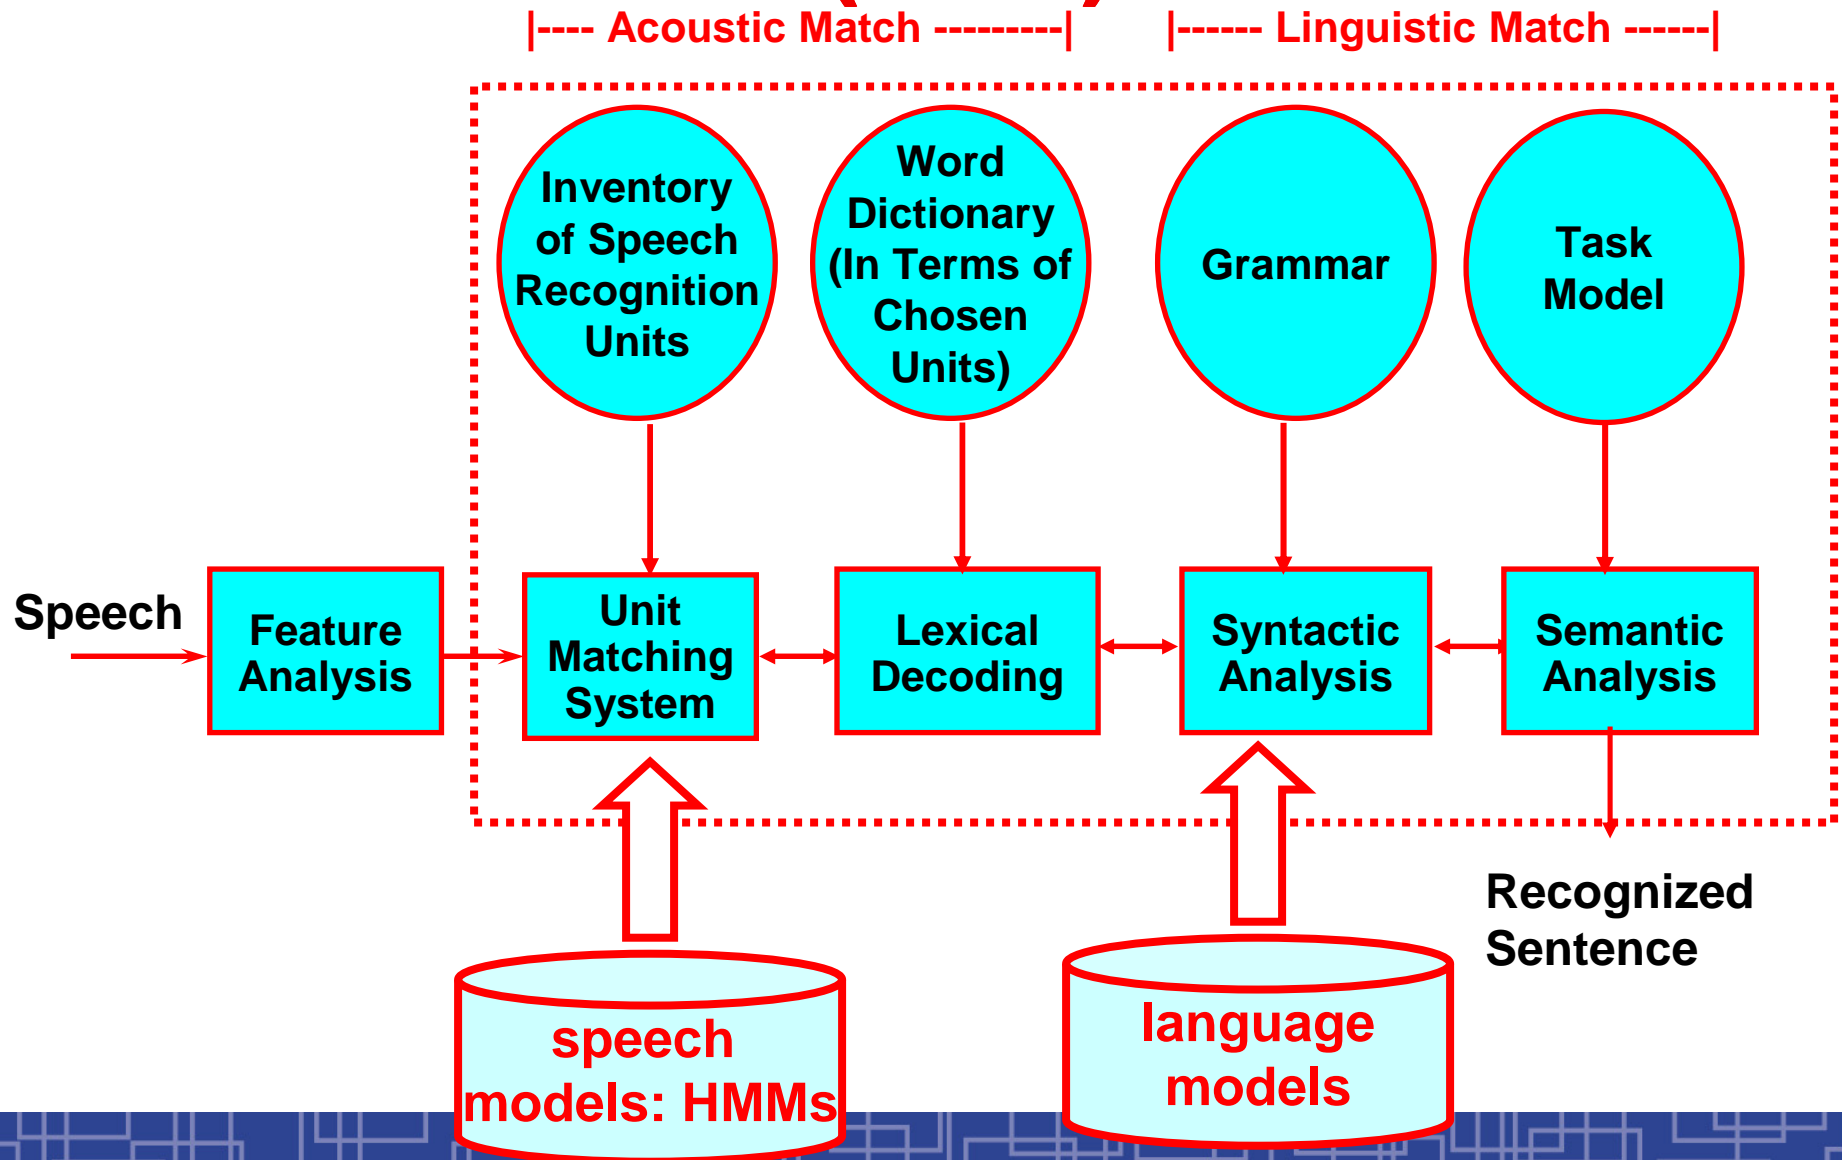 |---- Acoustic Match ---------|
|------ Linguistic Match ------|
Inventory
of Speech
Recognition
Units
Word
Dictionary
(In Terms of
Chosen
Units)
Grammar
Task
Model
Speech
Feature
Analysis
Unit
Matching
System
Lexical
Decoding
Syntactic
Analysis
Semantic
Analysis
Recognized
Sentence
speech
models: HMMs
language
models